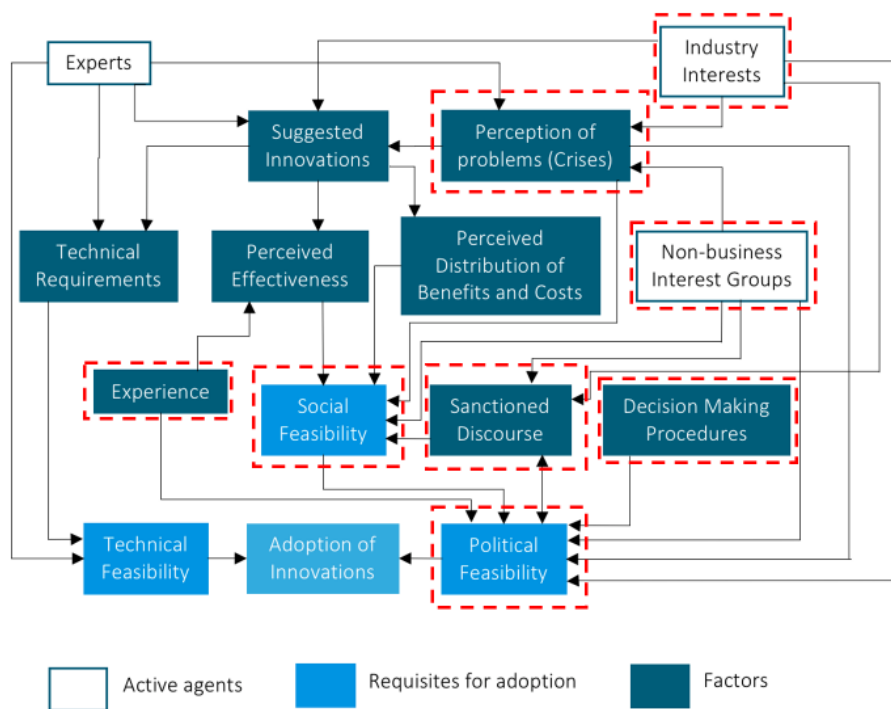 Experts
Industry
Interests
Suggested
Innovations
Perception of
problems (Crises)
Technical
Requirements
Perceived
Effectiveness
Perceived
Distribution of
Benefits and Costs
Non-business
Interest Groups
Experience
Social
Feasibility
Sanctioned
Discourse
Decision Making
Procedures
Technical
Feasibility
Adoption of
Innovations
Political
Feasibility
Active agents
Requisites for adoption
Factors